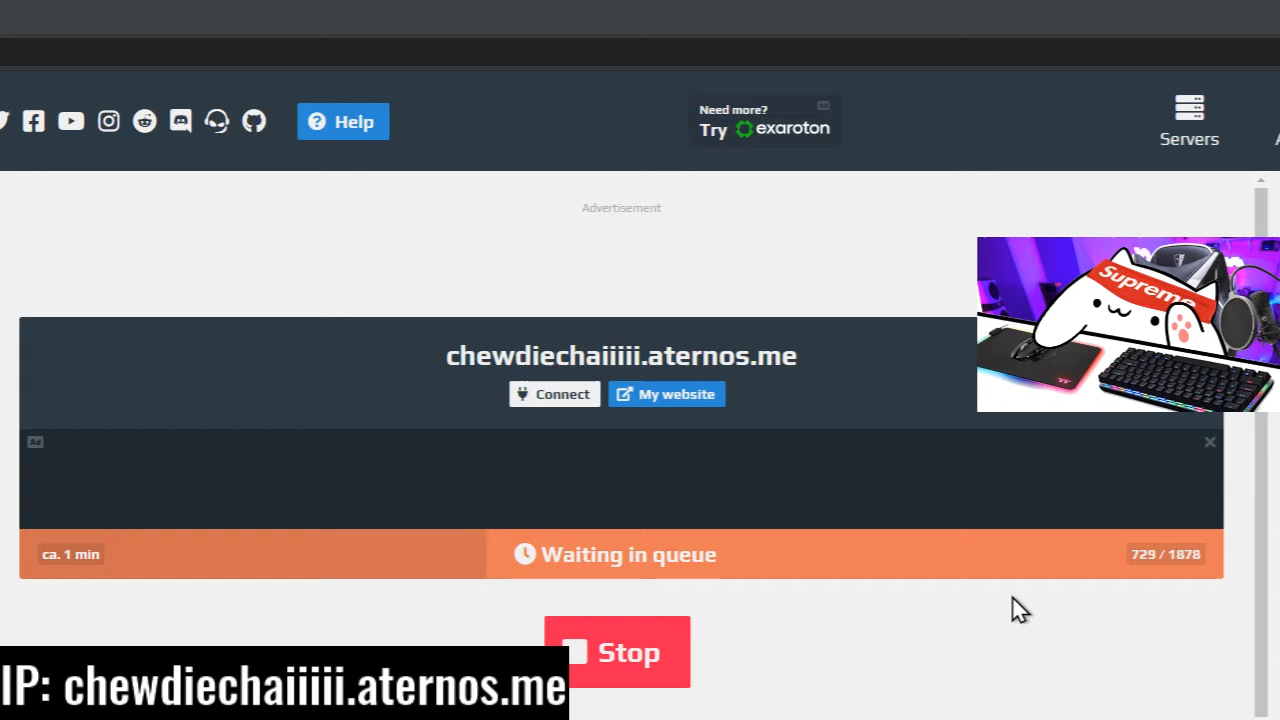 Help
Need more?
Ad
Try exaroton
Servers
Advertisement
Supreme
chewdiechaiiiii.aternos.me
Connect
My website
Ad
ca. 1 min
Waiting in queue
729 / 1878
Stop
IP: chewdiechaiiiii.aternos.me